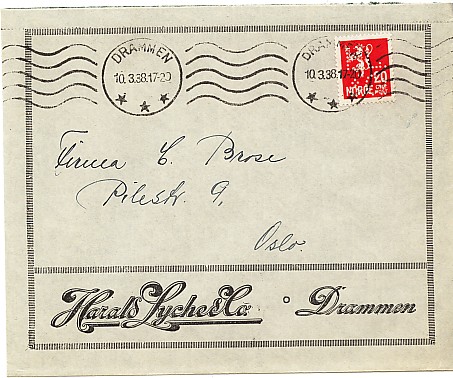 DRAMMEN
10.3.38.17-20
DRAMMEN
10.3.38.17-20
20
NORGE
Firma C. Brose
Pilestr. 9,
Oslo.
Harald Lyche & Co. Drammen